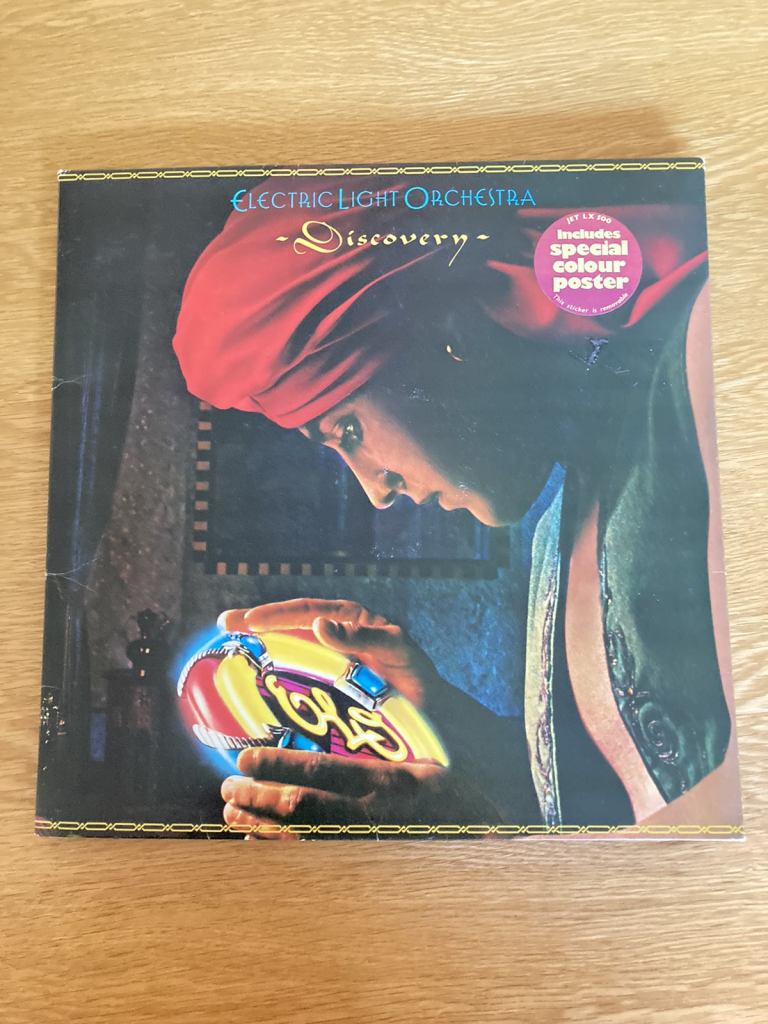 ELECTRIC LIGHT ORCHESTRA
-Discovery-
JET LX 500
Includes
special
colour
poster
This sticker is removable
ELO